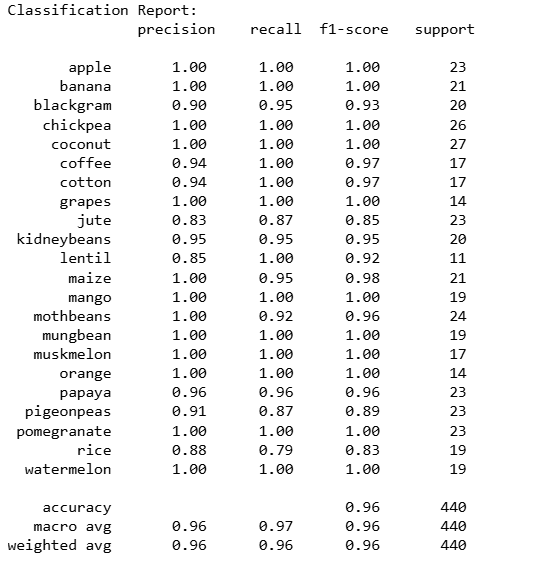 Classification Report:
precision recall f1-score support
apple 1.00 1.00 1.00 23
banana 1.00 1.00 1.00 21
blackgram 0.90 0.95 0.93 20
chickpea 1.00 1.00 1.00 26
coconut 1.00 1.00 1.00 27
coffee 0.94 1.00 0.97 17
cotton 0.94 1.00 0.97 17
grapes 1.00 1.00 1.00 14
jute 0.83 0.87 0.85 23
kidneybeans 0.95 0.95 0.95 20
lentil 0.85 1.00 0.92 11
maize 1.00 0.95 0.98 21
mango 1.00 1.00 1.00 19
mothbeans 1.00 0.92 0.96 24
mungbean 1.00 1.00 1.00 19
muskmelon 1.00 1.00 1.00 17
orange 1.00 1.00 1.00 14
papaya 0.96 0.96 0.96 23
pigeonpeas 0.91 0.87 0.89 23
pomegranate 1.00 1.00 1.00 23
rice 0.88 0.79 0.83 19
watermelon 1.00 1.00 1.00 19
accuracy 0.96 440
macro avg 0.96 0.97 0.96 440
weighted avg 0.96 0.96 0.96 440